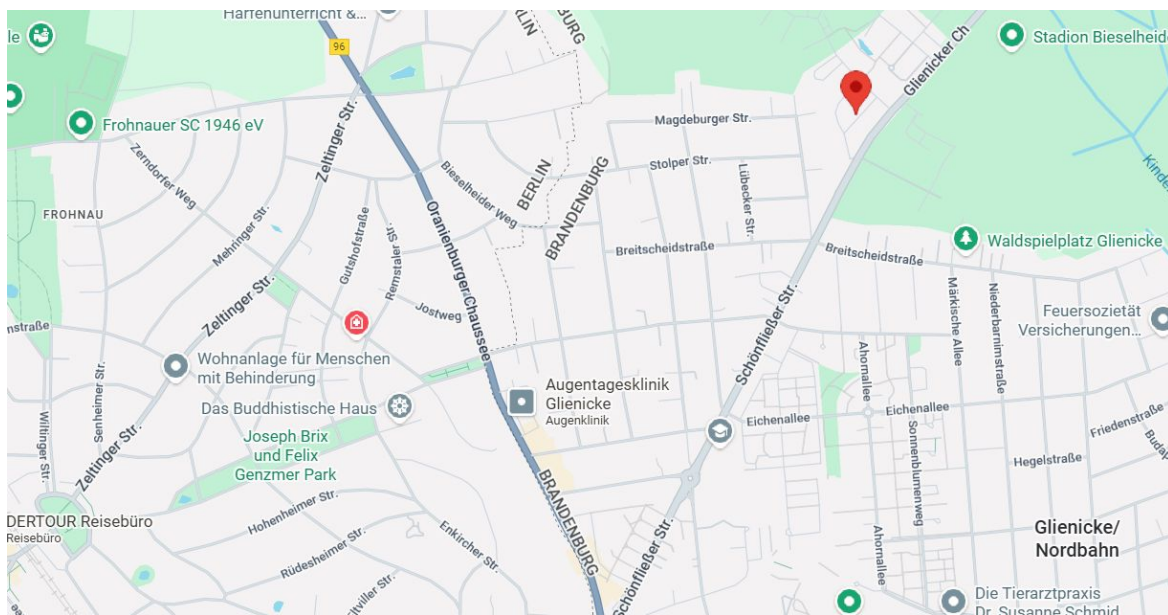 Harfenunterricht &...
BERLIN
BURG
le
96
Glienicker Ch
Stadion Bieselheide
Frohnauer SC 1946 eV
Zeltinger Str.
Magdeburger Str.
Zerndorfer Weg
Bieselheider Weg
Stolper Str.
Lübecker Str.
BERLIN
BRANDENBURG
FROHNAU
Mehringer Str.
Gutshofstraße
Remstaler Str.
Oranienburger Chaussee
Breitscheidstraße
Breitscheidstraße
Waldspielplatz Glienicke
Zeltinger Str.
Jostweg
Schönfließer Str.
Märkische Allee
Niederbarnimstraße
Feuersozietät
Versicherungen...
nstraße
Wohnanlage für Menschen
mit Behinderung
Augentagesklinik
Glienicke
Augenklinik
Ahornallee
Das Buddhistische Haus
Wiltinger Str.
Senheimer Str.
Zeltinger Str.
Joseph Brix
und Felix
Genzmer Park
Eichenallee
Eichenallee
Friedenstraße
Budap
Sonnenblumenweg
Hegelstraße
BRANDENBURG
Hohenheimer Str.
Enkircher Str.
DERTOUR Reisebüro
Reisebüro
Rüdesheimer Str.
Schönfließer Str.
Ahornallee
Glienicke/
Nordbahn
ltviller Str.
Die Tierarztpraxis
Dr. Susanne Schmid